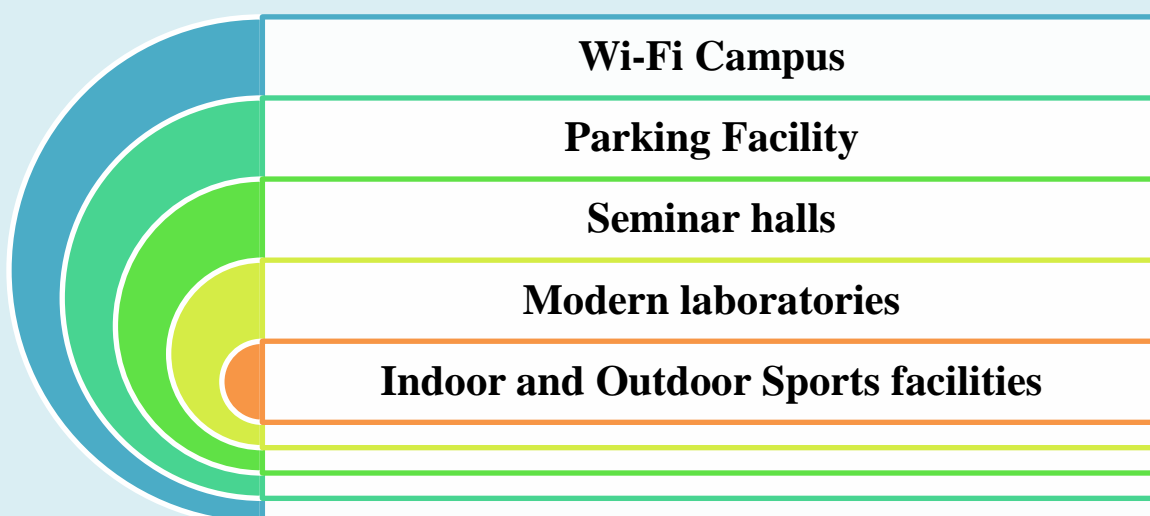 Wi-Fi Campus
Parking Facility
Seminar halls
Modern laboratories
Indoor and Outdoor Sports facilities